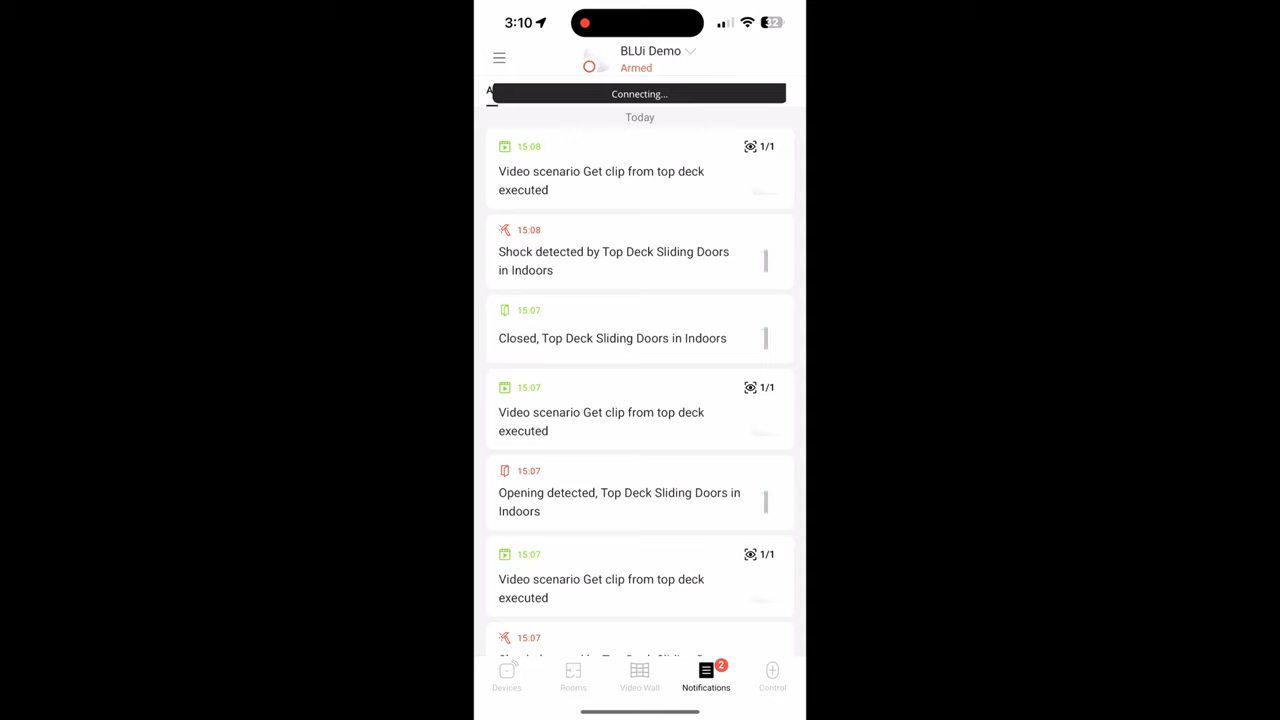 3:10
32
BLUi Demo
Armed
A
Connecting...
Today
15:08
1/1
Video scenario Get clip from top deck
executed
15:08
Shock detected by Top Deck Sliding Doors
in Indoors
15:07
Closed, Top Deck Sliding Doors in Indoors
15:07
1/1
Video scenario Get clip from top deck
executed
15:07
Opening detected, Top Deck Sliding Doors in
Indoors
15:07
1/1
Video scenario Get clip from top deck
executed
15:07
2
Devices
Rooms
Video Wall
Notifications
Control